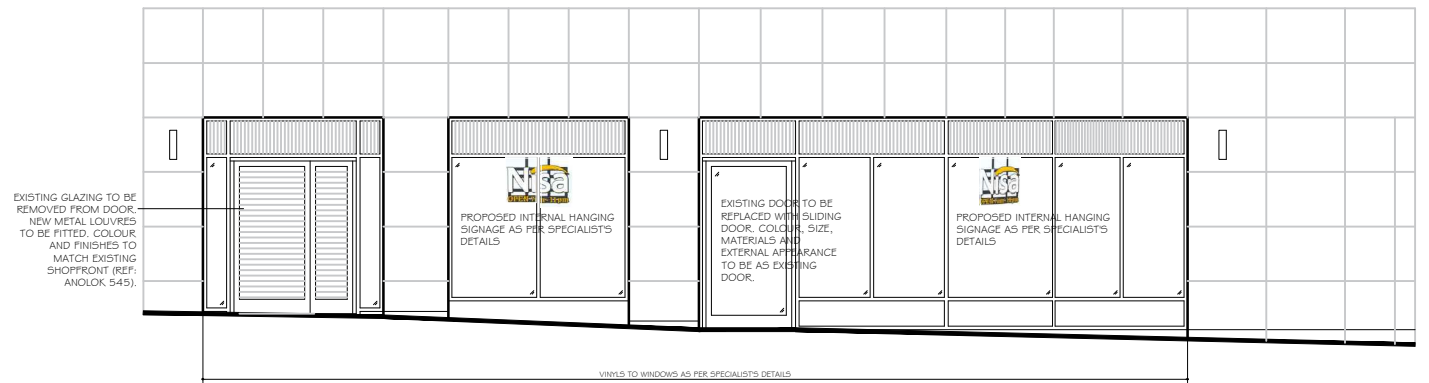 EXISTING GLAZING TO BE
REMOVED FROM DOOR.
NEW METAL LOUVRES
TO BE FITTED. COLOUR
AND FINISHES TO
MATCH EXISTING
SHOPFRONT (REF:
ANOLOK 545).
Nisa
PROPOSED INTERNAL HANGING
SIGNAGE AS PER SPECIALIST'S
DETAILS
EXISTING DOOR TO BE
REPLACED WITH SLIDING
DOOR. COLOUR, SIZE,
MATERIALS AND
EXTERNAL APPEARANCE
TO BE AS EXISTING
DOOR.
Nisa
PROPOSED INTERNAL HANGING
SIGNAGE AS PER SPECIALIST'S
DETAILS
VINYLS TO WINDOWS AS PER SPECIALIST'S DETAILS